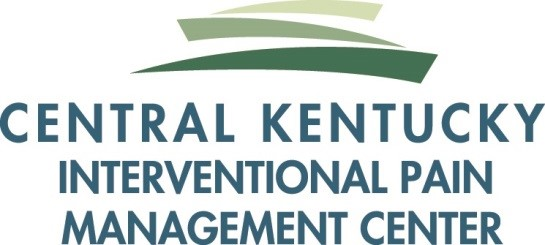 CENTRAL KENTUCKY
INTERVENTIONAL PAIN
MANAGEMENT CENTER